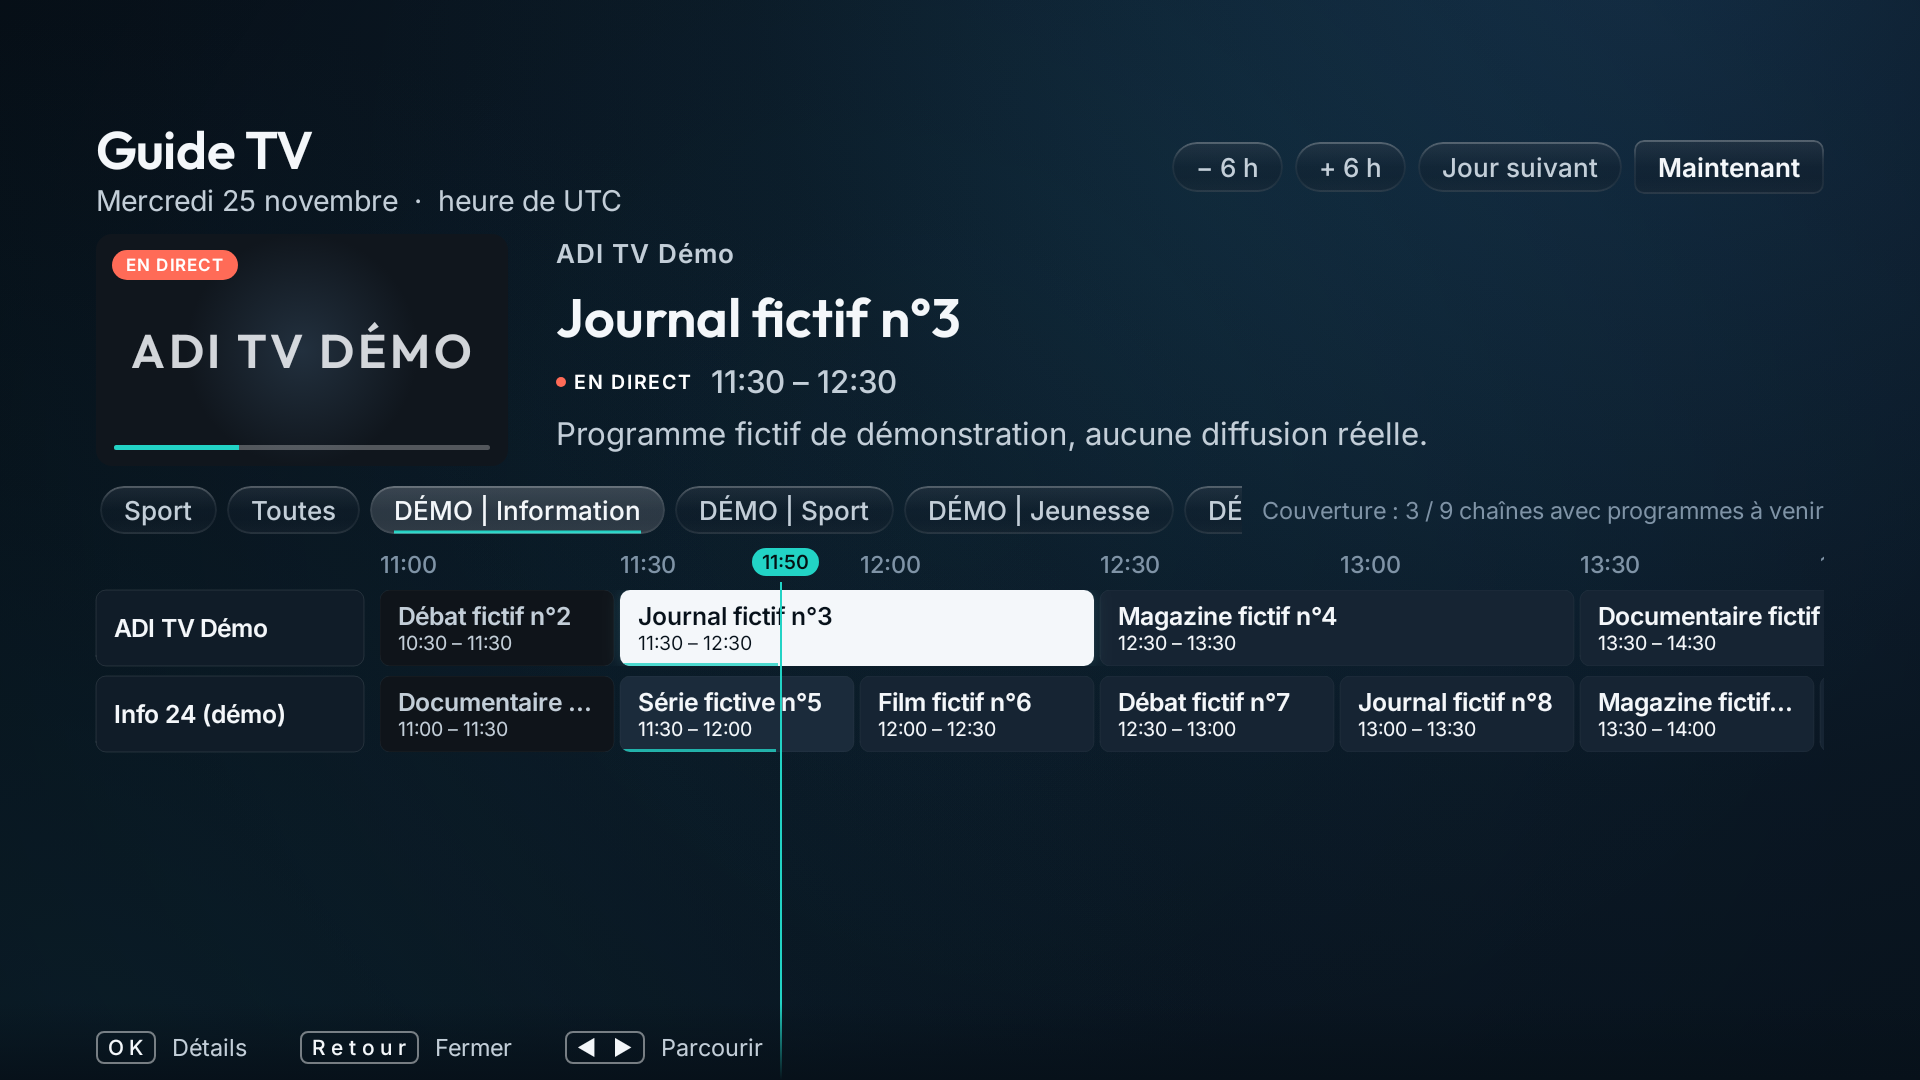 Guide TV
Mercredi 25 novembre · heure de UTC
− 6 h
+ 6 h
Jour suivant
Maintenant
EN DIRECT
ADI TV DÉMO
ADI TV Démo
Journal fictif n°3
EN DIRECT 11:30 – 12:30
Programme fictif de démonstration, aucune diffusion réelle.
Sport
Toutes
DÉMO | Information
DÉMO | Sport
DÉMO | Jeunesse
DÉ
Couverture : 3 / 9 chaînes avec programmes à venir
11:00
11:30
11:50
12:00
12:30
13:00
13:30
ADI TV Démo
Débat fictif n°2
10:30 – 11:30
Journal fictif n°3
11:30 – 12:30
Magazine fictif n°4
12:30 – 13:30
Documentaire fictif
13:30 – 14:30
Info 24 (démo)
Documentaire ...
11:00 – 11:30
Série fictive n°5
11:30 – 12:00
Film fictif n°6
12:00 – 12:30
Débat fictif n°7
12:30 – 13:00
Journal fictif n°8
13:00 – 13:30
Magazine fictif...
13:30 – 14:00
OK Détails
Retour Fermer
◀ ▶ Parcourir